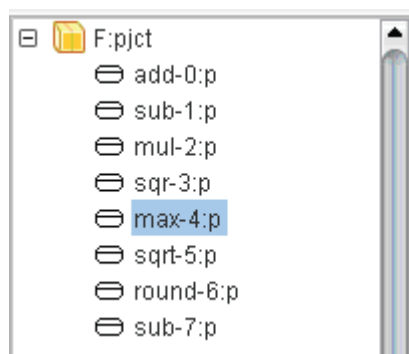 F:pjct
add-0:p
sub-1:p
mul-2:p
sqr-3:p
max-4:p
sqrt-5:p
round-6:p
sub-7:p